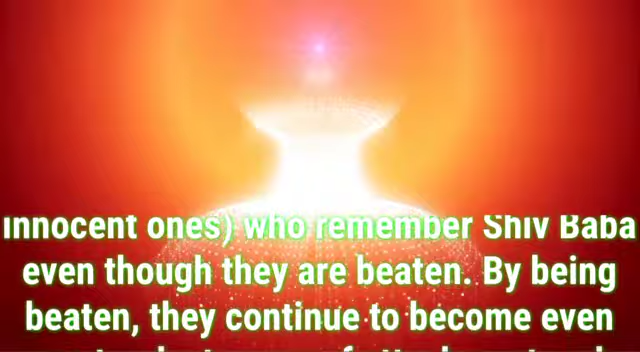 innocent ones) who remember Shiv Baba
even though they are beaten. By being
beaten, they continue to become even